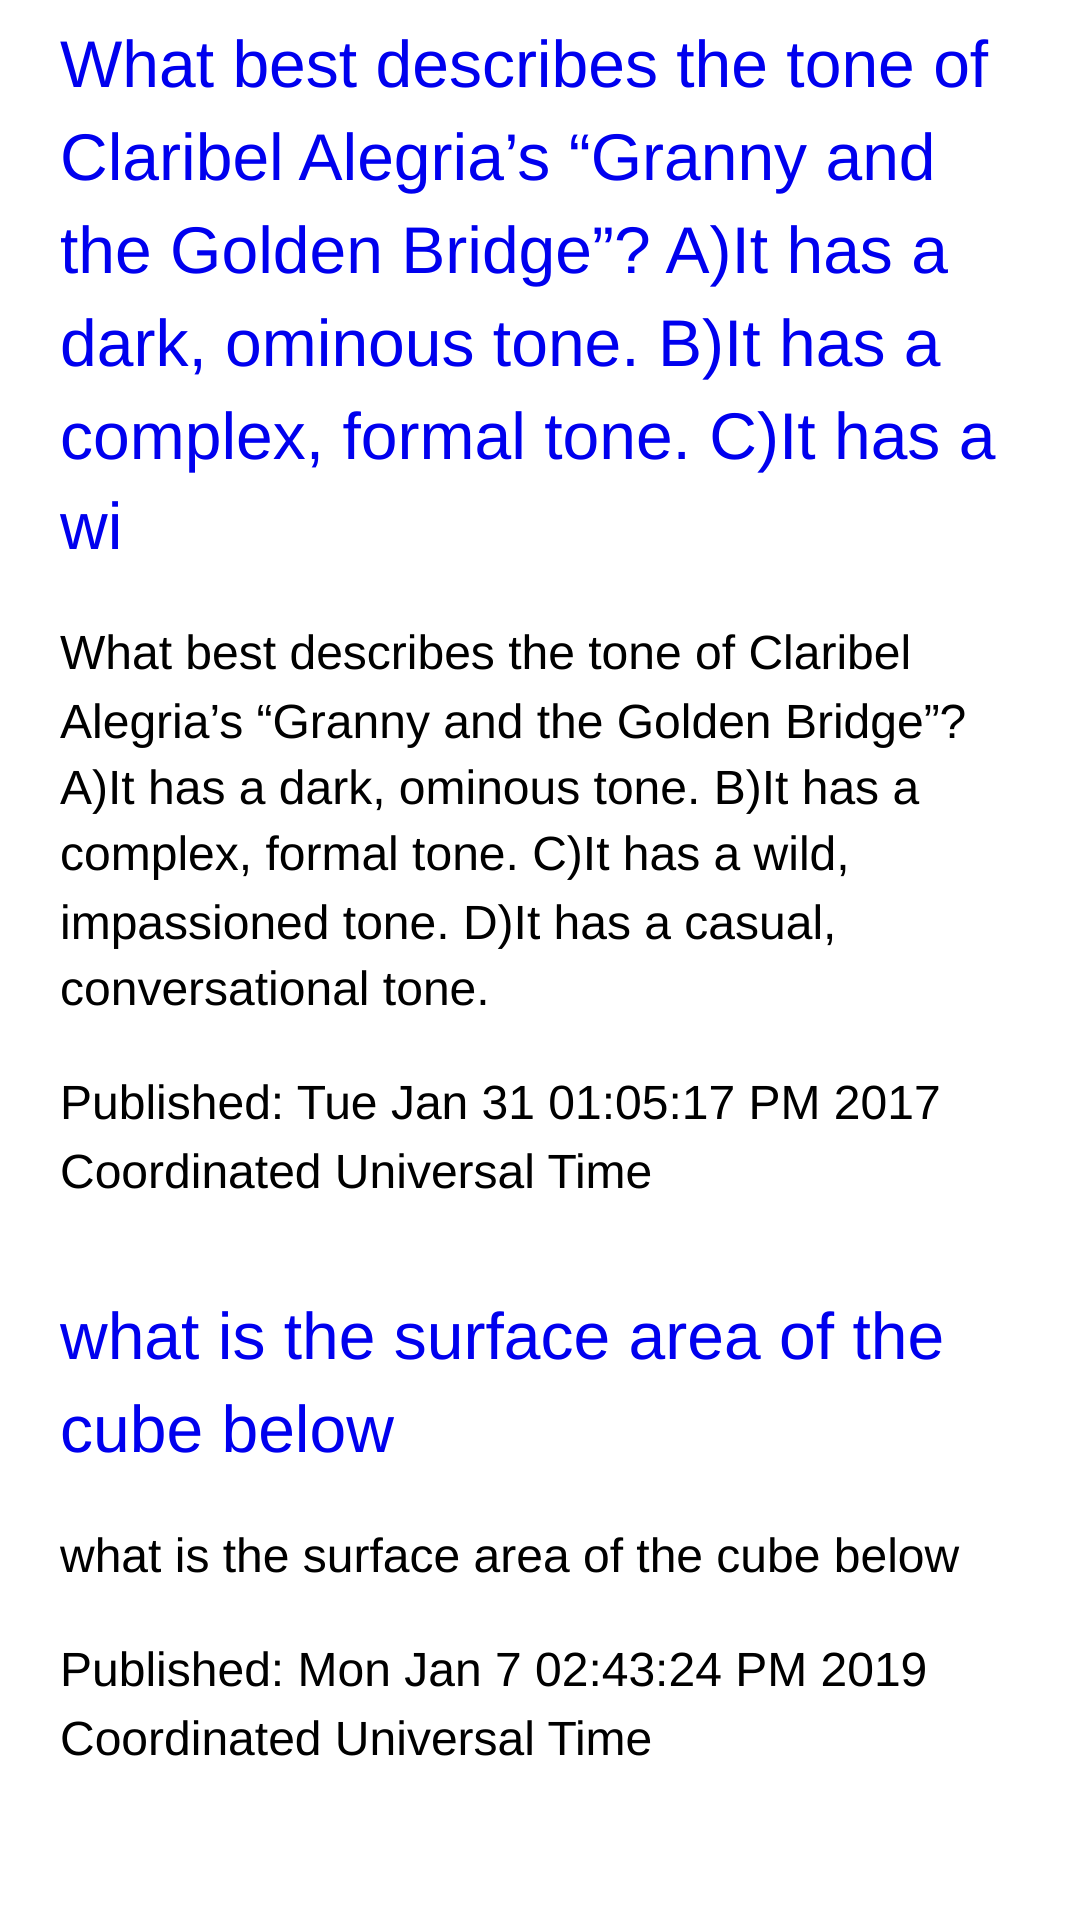 What best describes the tone of
Claribel Alegria’s “Granny and
the Golden Bridge”? A)It has a
dark, ominous tone. B)It has a
complex, formal tone. C)It has a
wi
What best describes the tone of Claribel
Alegria’s “Granny and the Golden Bridge”?
A)It has a dark, ominous tone. B)It has a
complex, formal tone. C)It has a wild,
impassioned tone. D)It has a casual,
conversational tone.
Published: Tue Jan 31 01:05:17 PM 2017
Coordinated Universal Time
what is the surface area of the
cube below
what is the surface area of the cube below
Published: Mon Jan 7 02:43:24 PM 2019
Coordinated Universal Time